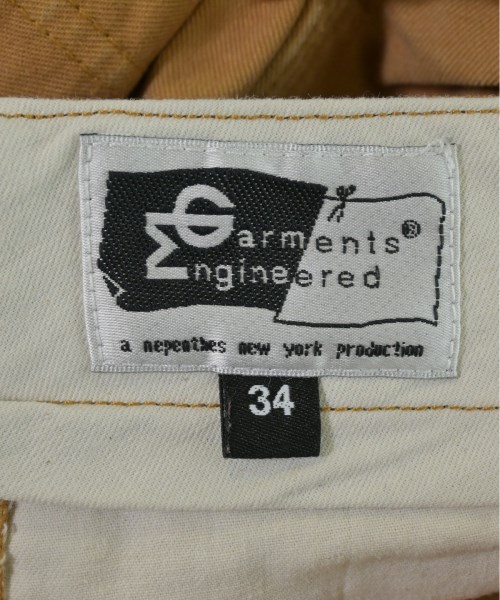 Garments®
Engineered
a nepenthes new york production
34